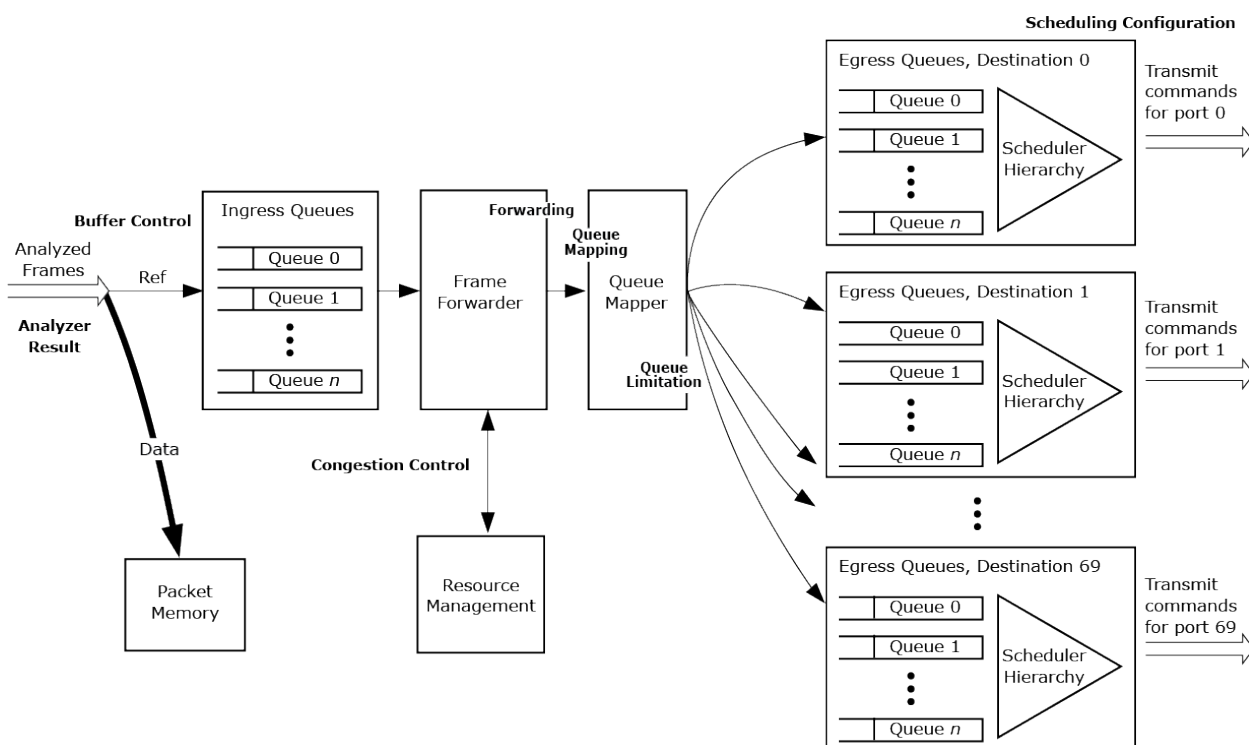 Scheduling Configuration
Egress Queues, Destination 0
Queue 0
Queue 1
Queue n
Scheduler
Hierarchy
Transmit
commands
for port 0
Buffer Control
Analyzed
Frames
Ref
Analyzer
Result
Data
Packet
Memory
Ingress Queues
Queue 0
Queue 1
Queue n
Frame
Forwarder
Congestion Control
Resource
Management
Forwarding
Queue
Mapping
Queue
Mapper
Queue
Limitation
Egress Queues, Destination 1
Queue 0
Queue 1
Queue n
Scheduler
Hierarchy
Transmit
commands
for port 1
Egress Queues, Destination 69
Queue 0
Queue 1
Queue n
Scheduler
Hierarchy
Transmit
commands
for port 69